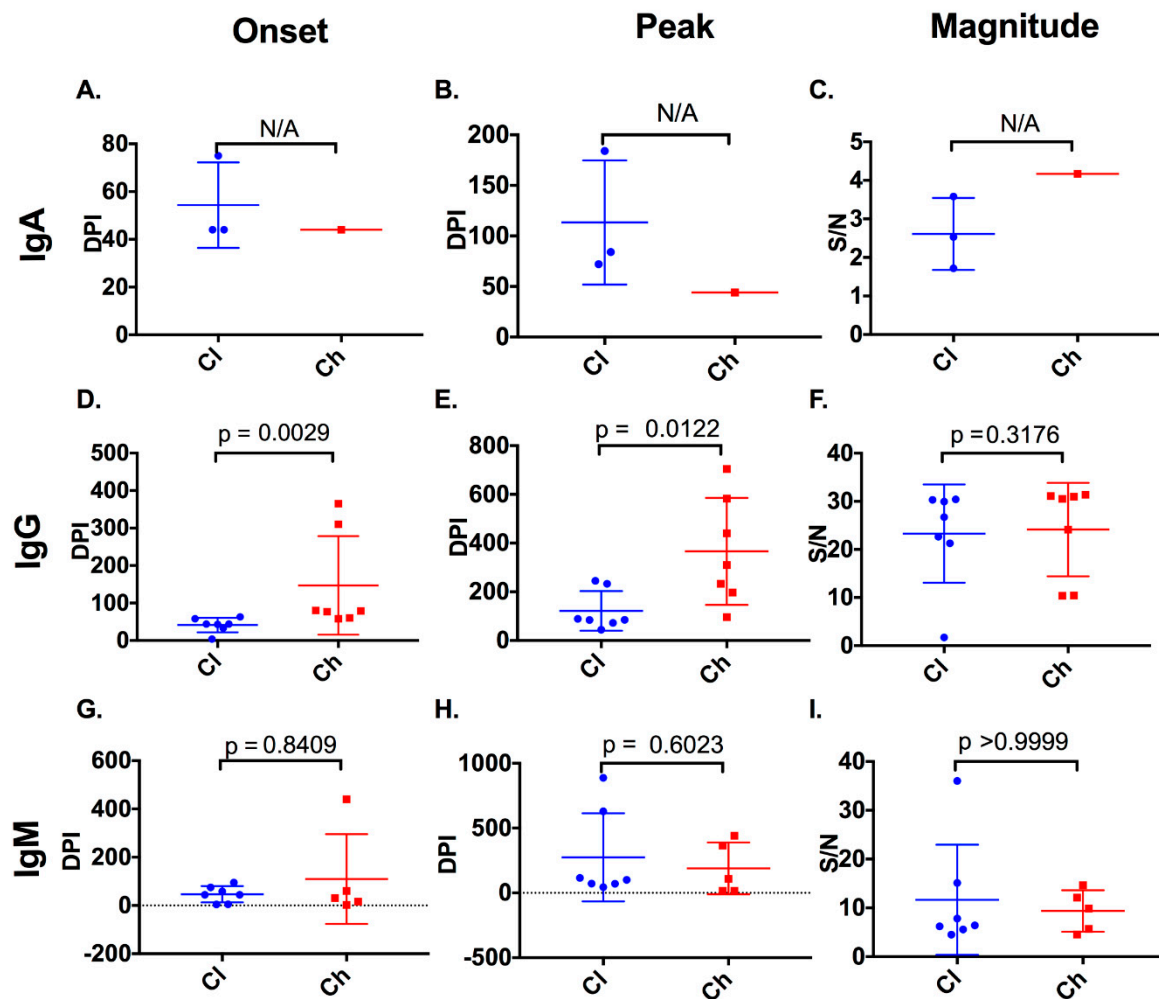 Onset Peak Magnitude
A. B. C.
N/A N/A N/A
IgA
DPI
80
60
40
20
0
Cl Ch
DPI
200
150
100
50
0
Cl Ch
S/N
5
4
3
2
1
0
Cl Ch
D. E. F.
p = 0.0029 p = 0.0122 p =0.3176
IgG
DPI
500
400
300
200
100
0
Cl Ch
DPI
800
600
400
200
0
Cl Ch
S/N
40
30
20
10
0
Cl Ch
G. H. I.
p =0.8409 p = 0.6023 p >0.9999
IgM
DPI
600
400
200
0
-200
Cl Ch
DPI
1000
500
0
-500
Cl Ch
S/N
40
30
20
10
0
Cl Ch